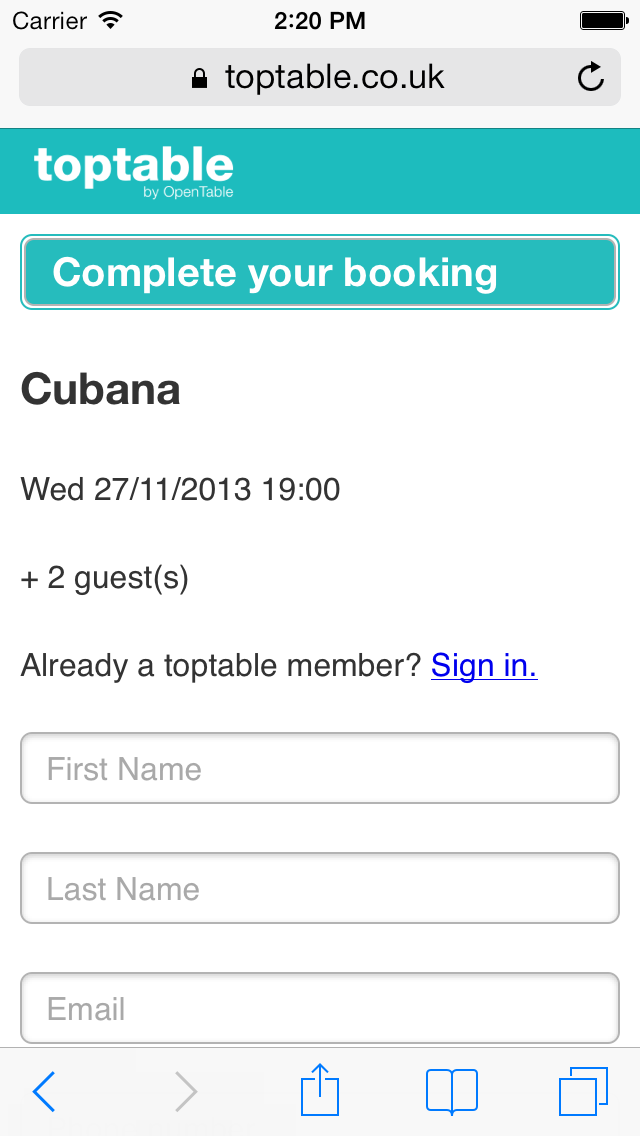 Carrier 2:20 PM
toptable.co.uk
toptable
by OpenTable
Complete your booking
Cubana
Wed 27/11/2013 19:00
+ 2 guest(s)
Already a toptable member? Sign in.
First Name
Last Name
Email